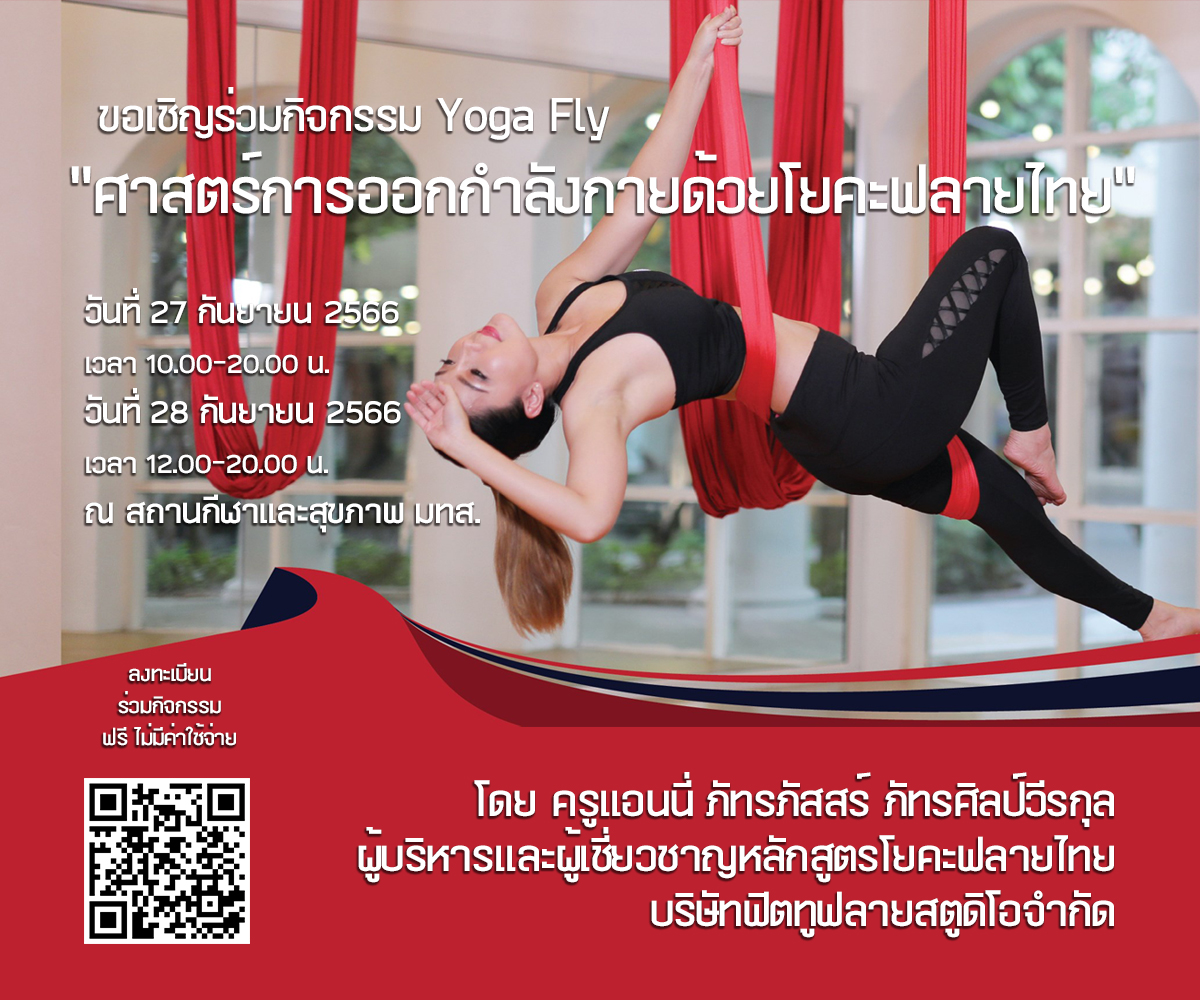 ขอเชิญร่วมกิจกรรม Yoga Fly
"ศาสตร์การออกกำลังกายด้วยโยคะฟลายไทย"
วันที่ 27 กันยายน 2566
เวลา 10.00-20.00 น.
วันที่ 28 กันยายน 2566
เวลา 12.00-20.00 น.
ณ สถานกีฬาและสุขภาพ มทส.
ลงทะเบียน
ร่วมกิจกรรม
ฟรี ไม่มีค่าใช้จ่าย
โดย ครูแอนนี่ ภัทรภัสสร์ ภัทรศิลป์วีรกุล
ผู้บริหารและผู้เชี่ยวชาญหลักสูตรโยคะฟลายไทย
บริษัทฟิตทูฟลายสตูดิโอจำกัด